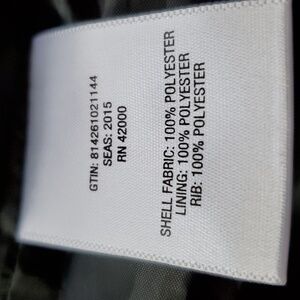 GTIN: 814261021144
SEAS: 2015
RN 42000
SHELL FABRIC: 100% POLYESTER
LINING: 100% POLYESTER
RIB: 100% POLYESTER